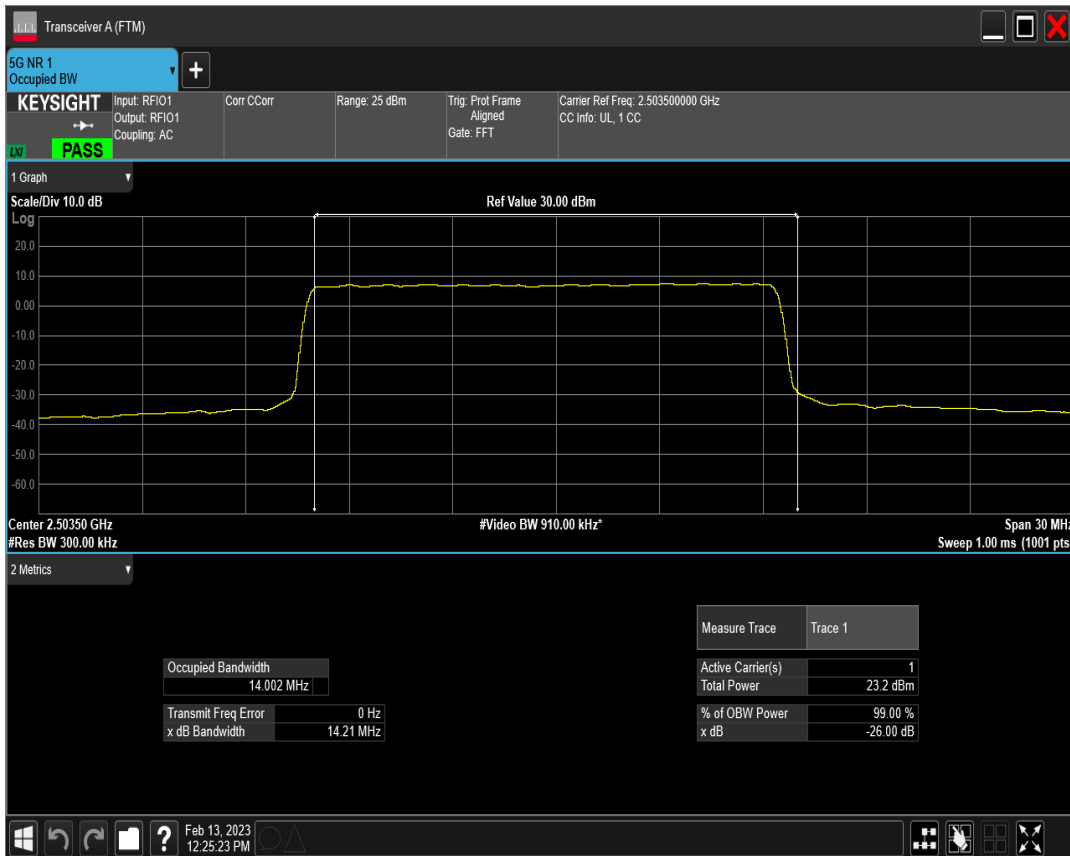 Transceiver A (FTM)
5G NR 1
Occupied BW
+
KEYSIGHT
LXI
PASS
Input: RFIO1
Output: RFIO1
Coupling: AC
Corr CCorr
Range: 25 dBm
Trig: Prot Frame
Aligned
Gate: FFT
Carrier Ref Freq: 2.503500000 GHz
CC Info: UL, 1 CC
1 Graph
Scale/Div 10.0 dB
Ref Value 30.00 dBm
Log
20.0
10.0
0.00
-10.0
-20.0
-30.0
-40.0
-50.0
-60.0
Center 2.50350 GHz
#Video BW 910.00 kHz*
Span 30 MHz
#Res BW 300.00 kHz
Sweep 1.00 ms (1001 pts
2 Metrics
Measure Trace Trace 1
Occupied Bandwidth
14.002 MHz
Active Carrier(s) 1
Total Power 23.2 dBm
Transmit Freq Error 0 Hz
x dB Bandwidth 14.21 MHz
% of OBW Power 99.00 %
x dB -26.00 dB
?
Feb 13, 2023
12:25:23 PM